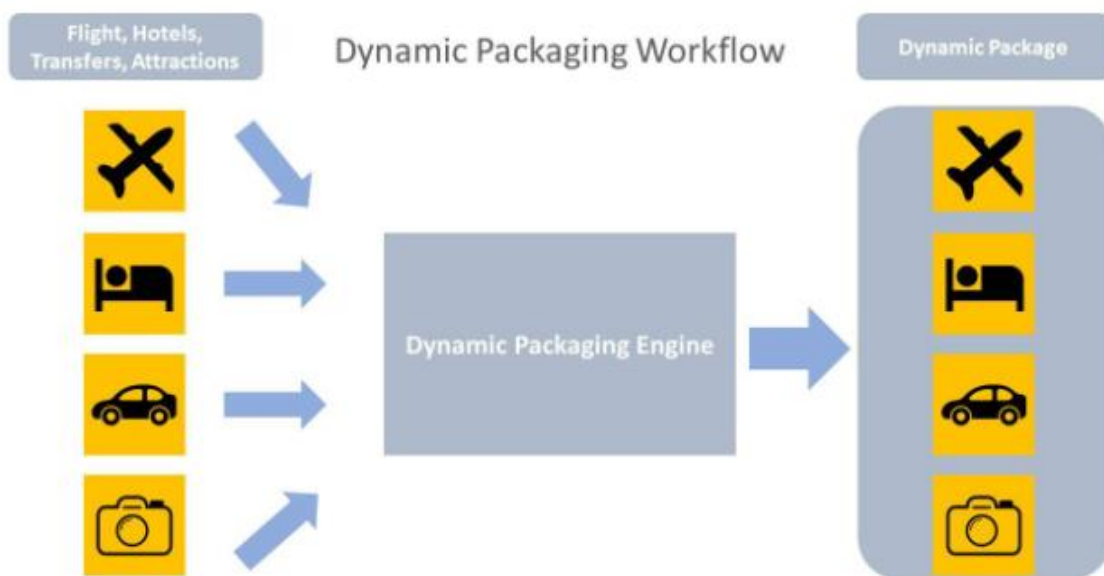 Flight, Hotels,
Transfers, Attractions
Dynamic Packaging Workflow
Dynamic Package
Dynamic Packaging Engine